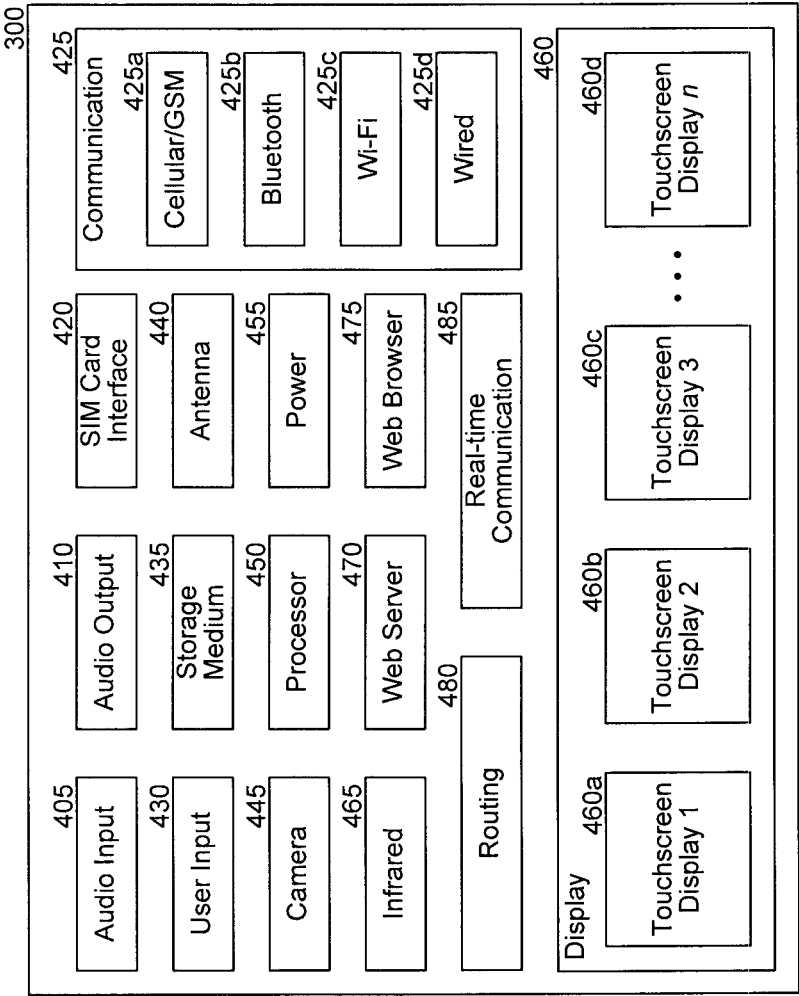 300
405
Audio Input
410
Audio Output
420
SIM Card
Interface
425
Communication
425a
Cellular/GSM
425b
Bluetooth
425c
Wi-Fi
425d
Wired
430
User Input
435
Storage
Medium
440
Antenna
445
Camera
450
Processor
455
Power
465
Infrared
470
Web Server
475
Web Browser
480
Routing
485
Real-time
Communication
460
Display
460a
Touchscreen
Display 1
460b
Touchscreen
Display 2
460c
Touchscreen
Display 3
• • •
460d
Touchscreen
Display n